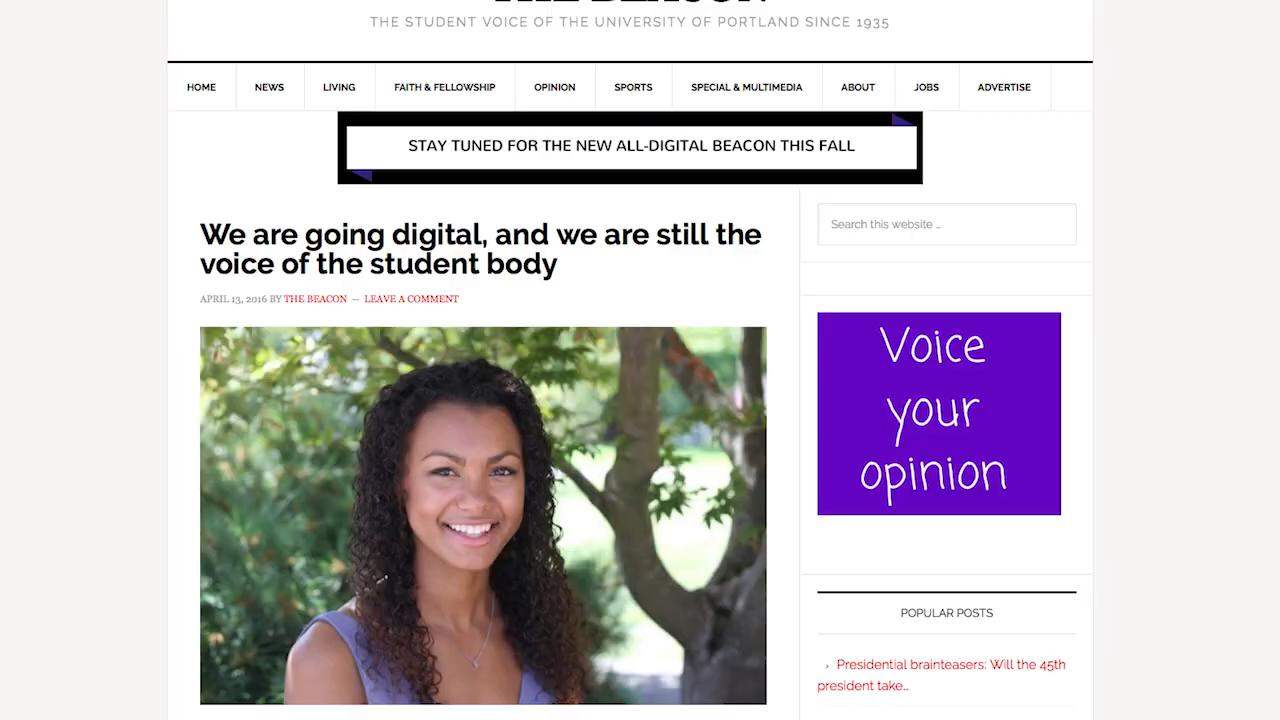 THE BEACON
THE STUDENT VOICE OF THE UNIVERSITY OF PORTLAND SINCE 1935
HOME NEWS LIVING FAITH & FELLOWSHIP OPINION SPORTS SPECIAL & MULTIMEDIA ABOUT JOBS ADVERTISE
STAY TUNED FOR THE NEW ALL-DIGITAL BEACON THIS FALL
We are going digital, and we are still the
voice of the student body
APRIL 13, 2016 BY THE BEACON — LEAVE A COMMENT
Search this website …
Voice
your
opinion
POPULAR POSTS
› Presidential brainteasers: Will the 45th
president take…